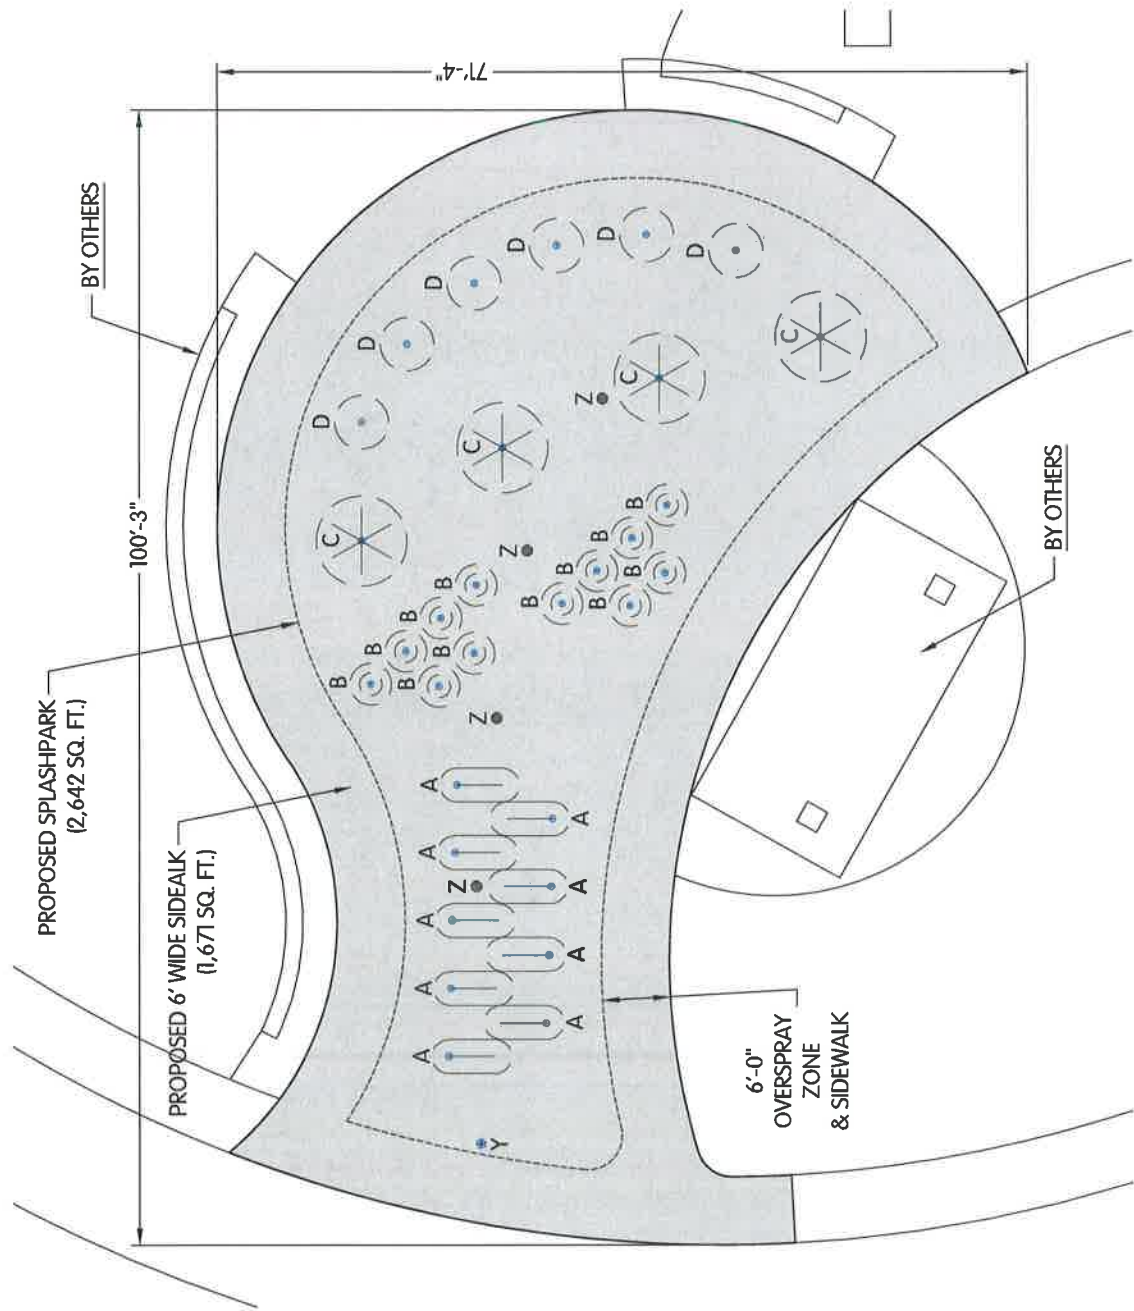 PROPOSED SPLASHPARK
(2,642 SQ. FT.)
BY OTHERS
100'-3"
PROPOSED 6' WIDE SIDEALK
(1,671 SQ. FT.)
71'-4"
D
D
D
D
D
D
C
C
C
C
B
B
B
B
B
B
B
B
B
B
B
B
Z
Z
Z
Z
A
A
A
A
A
A
A
A
A
Y
6'-0"
OVERSPRAY
ZONE
& SIDEWALK
BY OTHERS